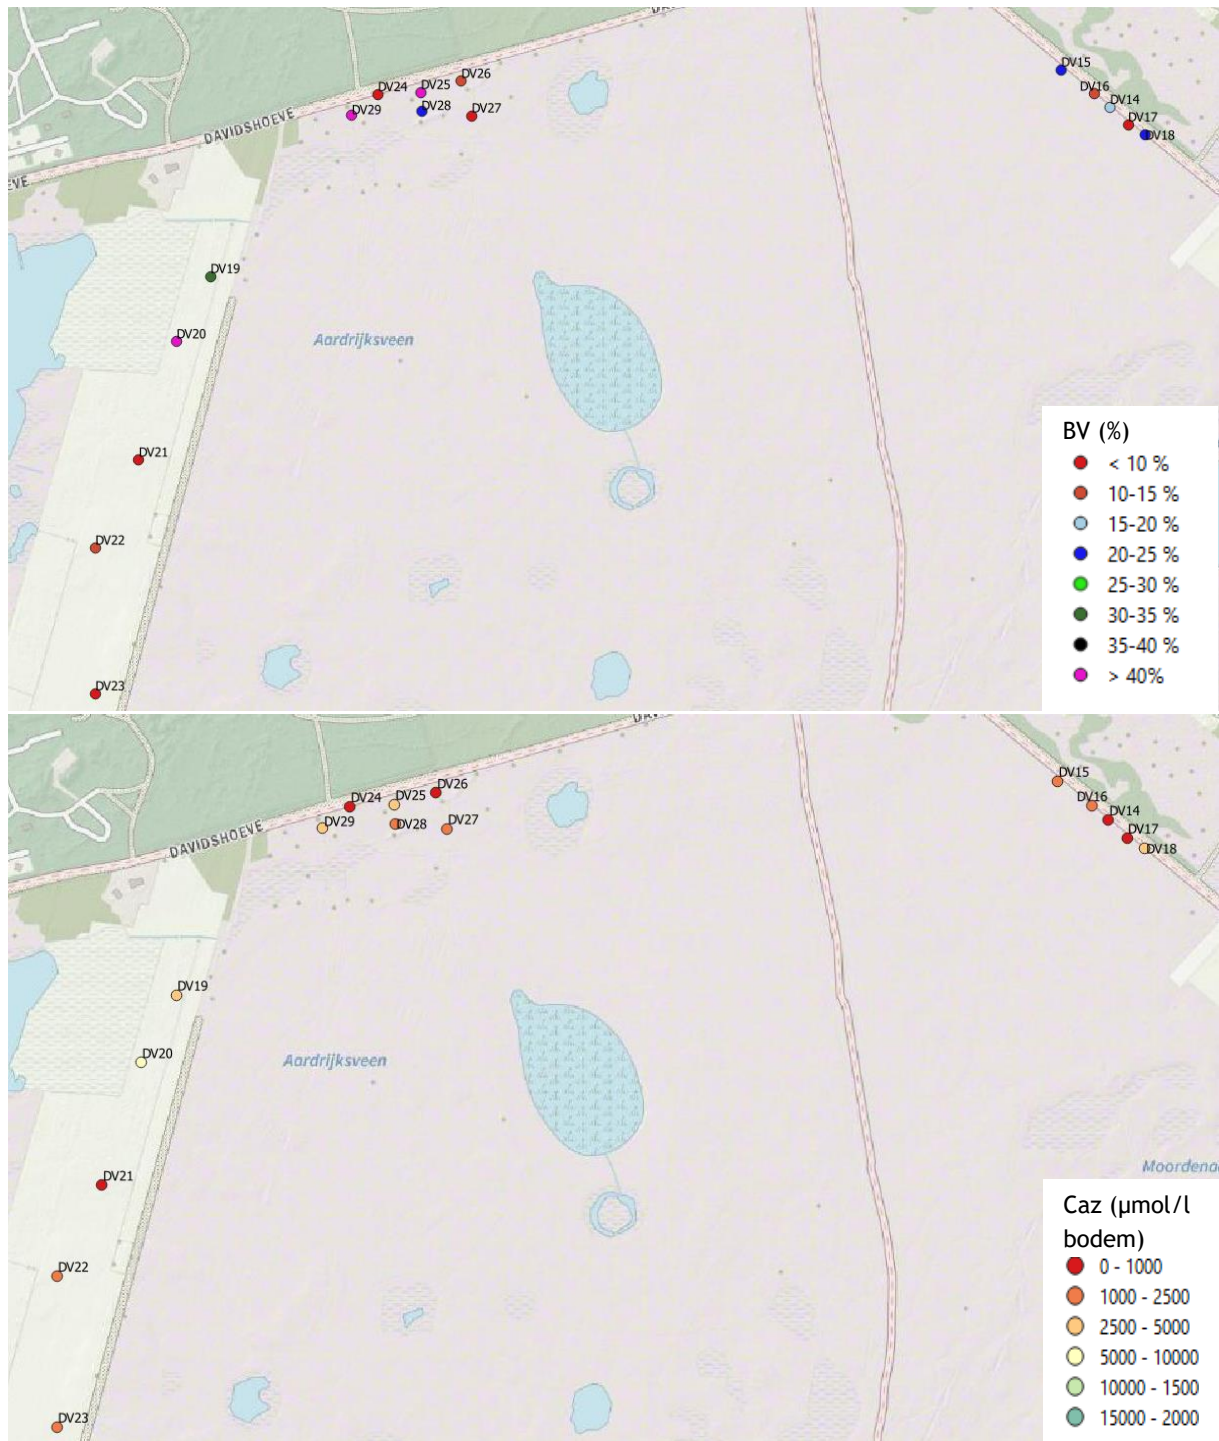 DV15
DV26
DV25
DV24
DV16
DV28
DV27
DV29
DV14
DV17
DV18
DAVIDSHOEVE
EVE
DV19
DV20
Aardrijksveen
DV21
DV22
DV23
BV (%)
< 10 %
10-15 %
15-20 %
20-25 %
25-30 %
30-35 %
35-40 %
> 40%
DV15
DV26
DV25
DV24
DV16
DV29
DV28
DV27
DV14
DV17
DV18
DAVIDSHOEVE
DV19
DV20
Aardrijksveen
DV21
Moordena
DV22
DV23
Caz (µmol/l
bodem)
0 - 1000
1000 - 2500
2500 - 5000
5000 - 10000
10000 - 1500
15000 - 2000